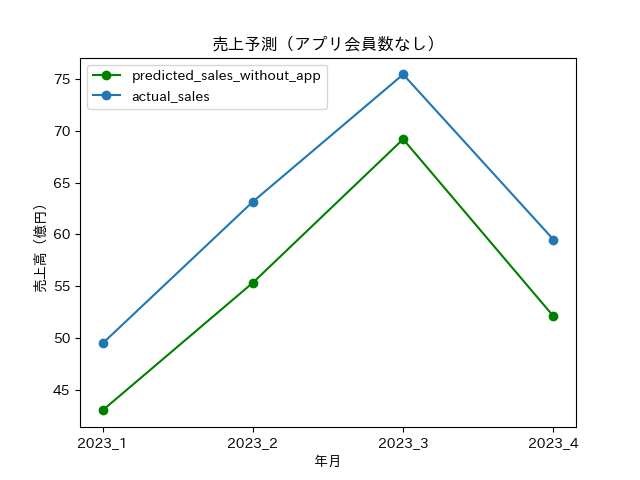 売上予測（アプリ会員数なし）
predicted_sales_without_app
actual_sales
売上高（億円）
75
70
65
60
55
50
45
2023_1
2023_2
2023_3
2023_4
年月